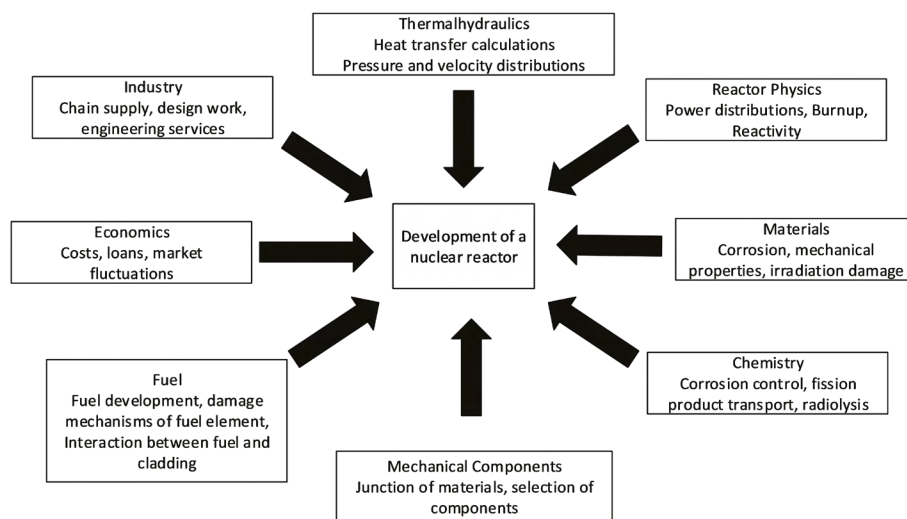 Thermalhydraulics
Heat transfer calculations
Pressure and velocity distributions
Industry
Chain supply, design work,
engineering services
Reactor Physics
Power distributions, Burnup,
Reactivity
Economics
Costs, loans, market
fluctuations
Development of a
nuclear reactor
Materials
Corrosion, mechanical
properties, irradiation damage
Fuel
Fuel development, damage
mechanisms of fuel element,
Interaction between fuel and
cladding
Chemistry
Corrosion control, fission
product transport, radiolysis
Mechanical Components
Junction of materials, selection of
components